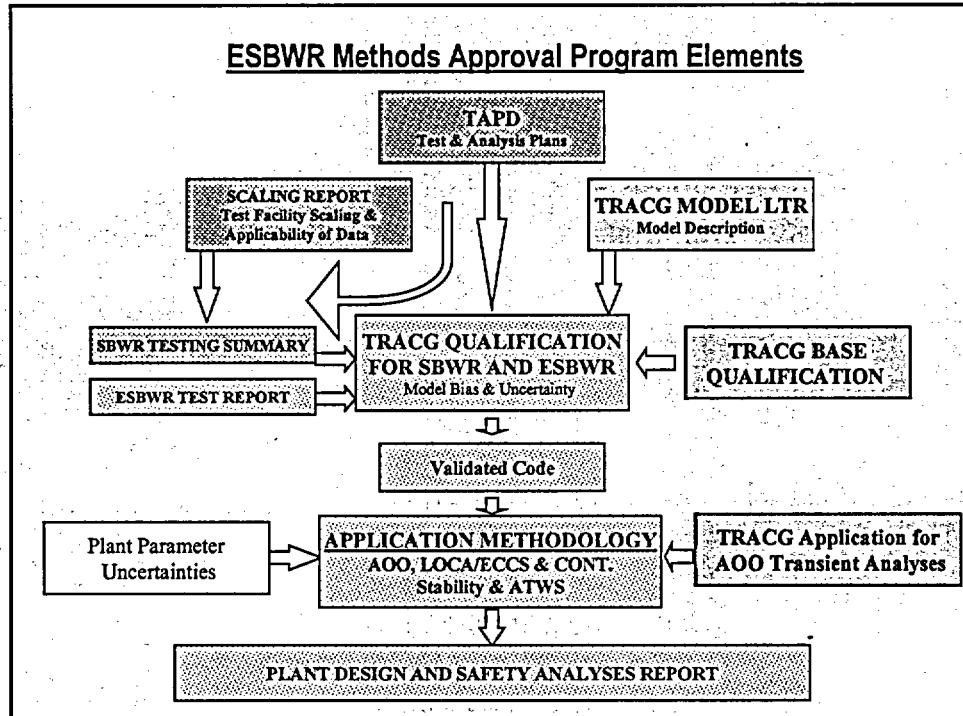 ESBWR Methods Approval Program Elements
TAPD
Test & Analysis Plans
SCALING REPORT
Test Facility Scaling &
Applicability of Data
TRACG MODEL LTR
Model Description
SBWR TESTING SUMMARY
ESBWR TEST REPORT
TRACG QUALIFICATION
FOR SBWR AND ESBWR
Model Bias & Uncertainty
TRACG BASE
QUALIFICATION
Validated Code
Plant Parameter
Uncertainties
APPLICATION METHODOLOGY
AOO, LOCA/ECCS & CONT.
Stability & ATWS
TRACG Application for
AOO Transient Analyses
PLANT DESIGN AND SAFETY ANALYSES REPORT